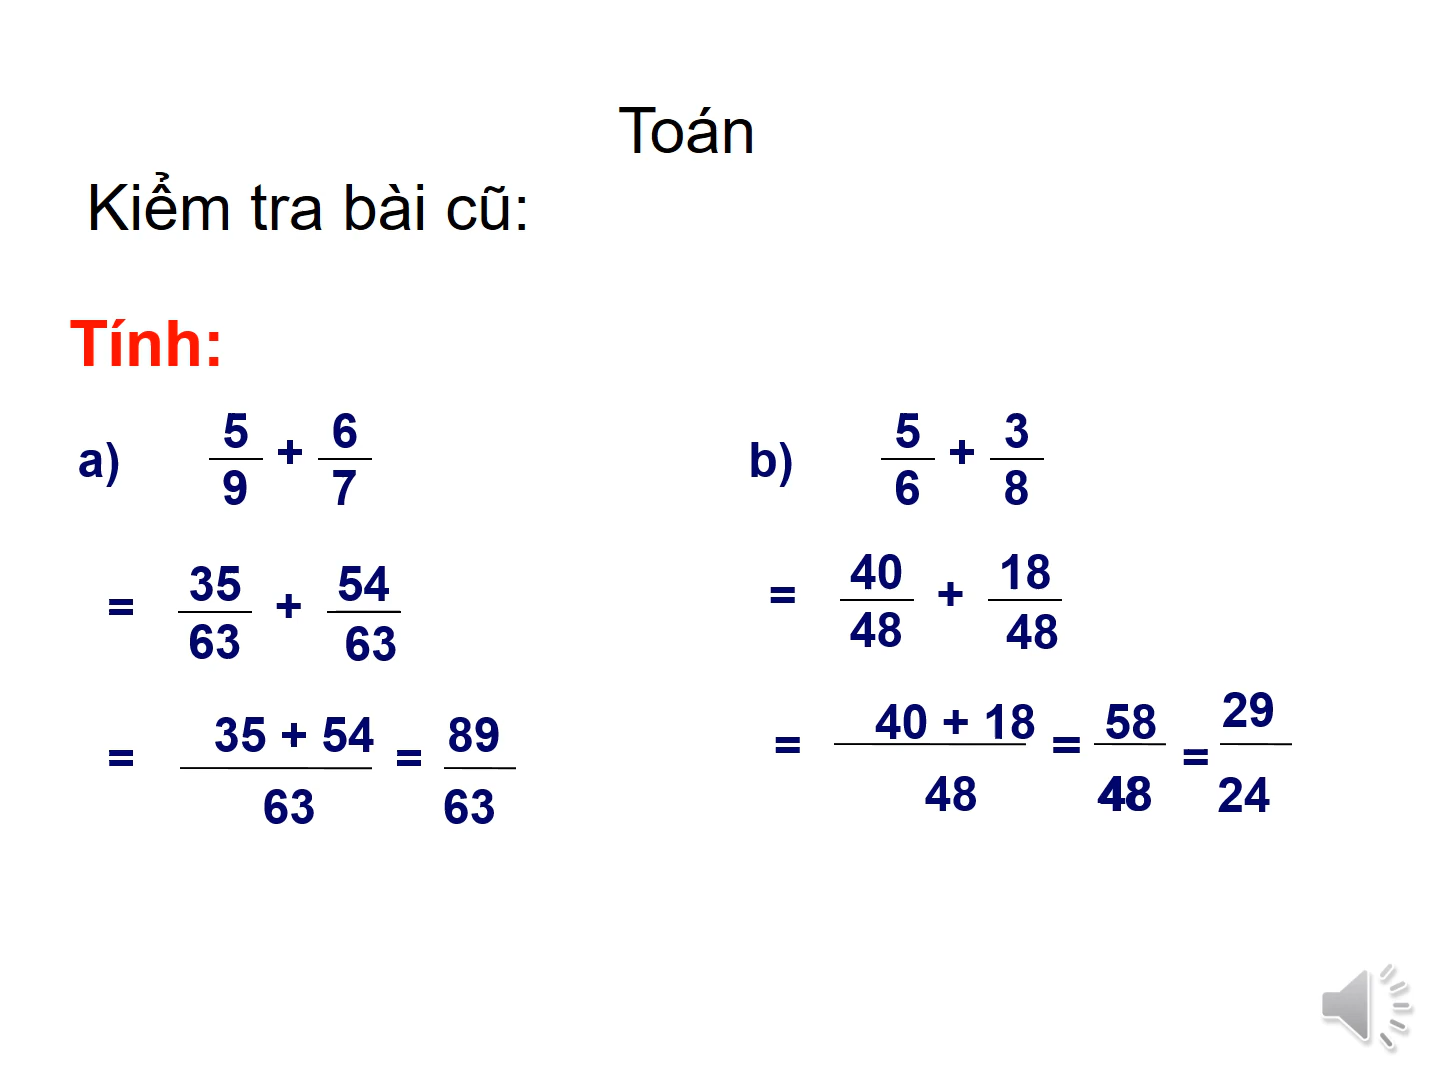 Toán
Kiểm tra bài cũ:
Tính:
a) 5/9 + 6/7
= 35/63 + 54/63
= 35 + 54/63 = 89/63
b) 5/6 + 3/8
= 40/48 + 18/48
= 40 + 18/48 = 58/48 = 29/24